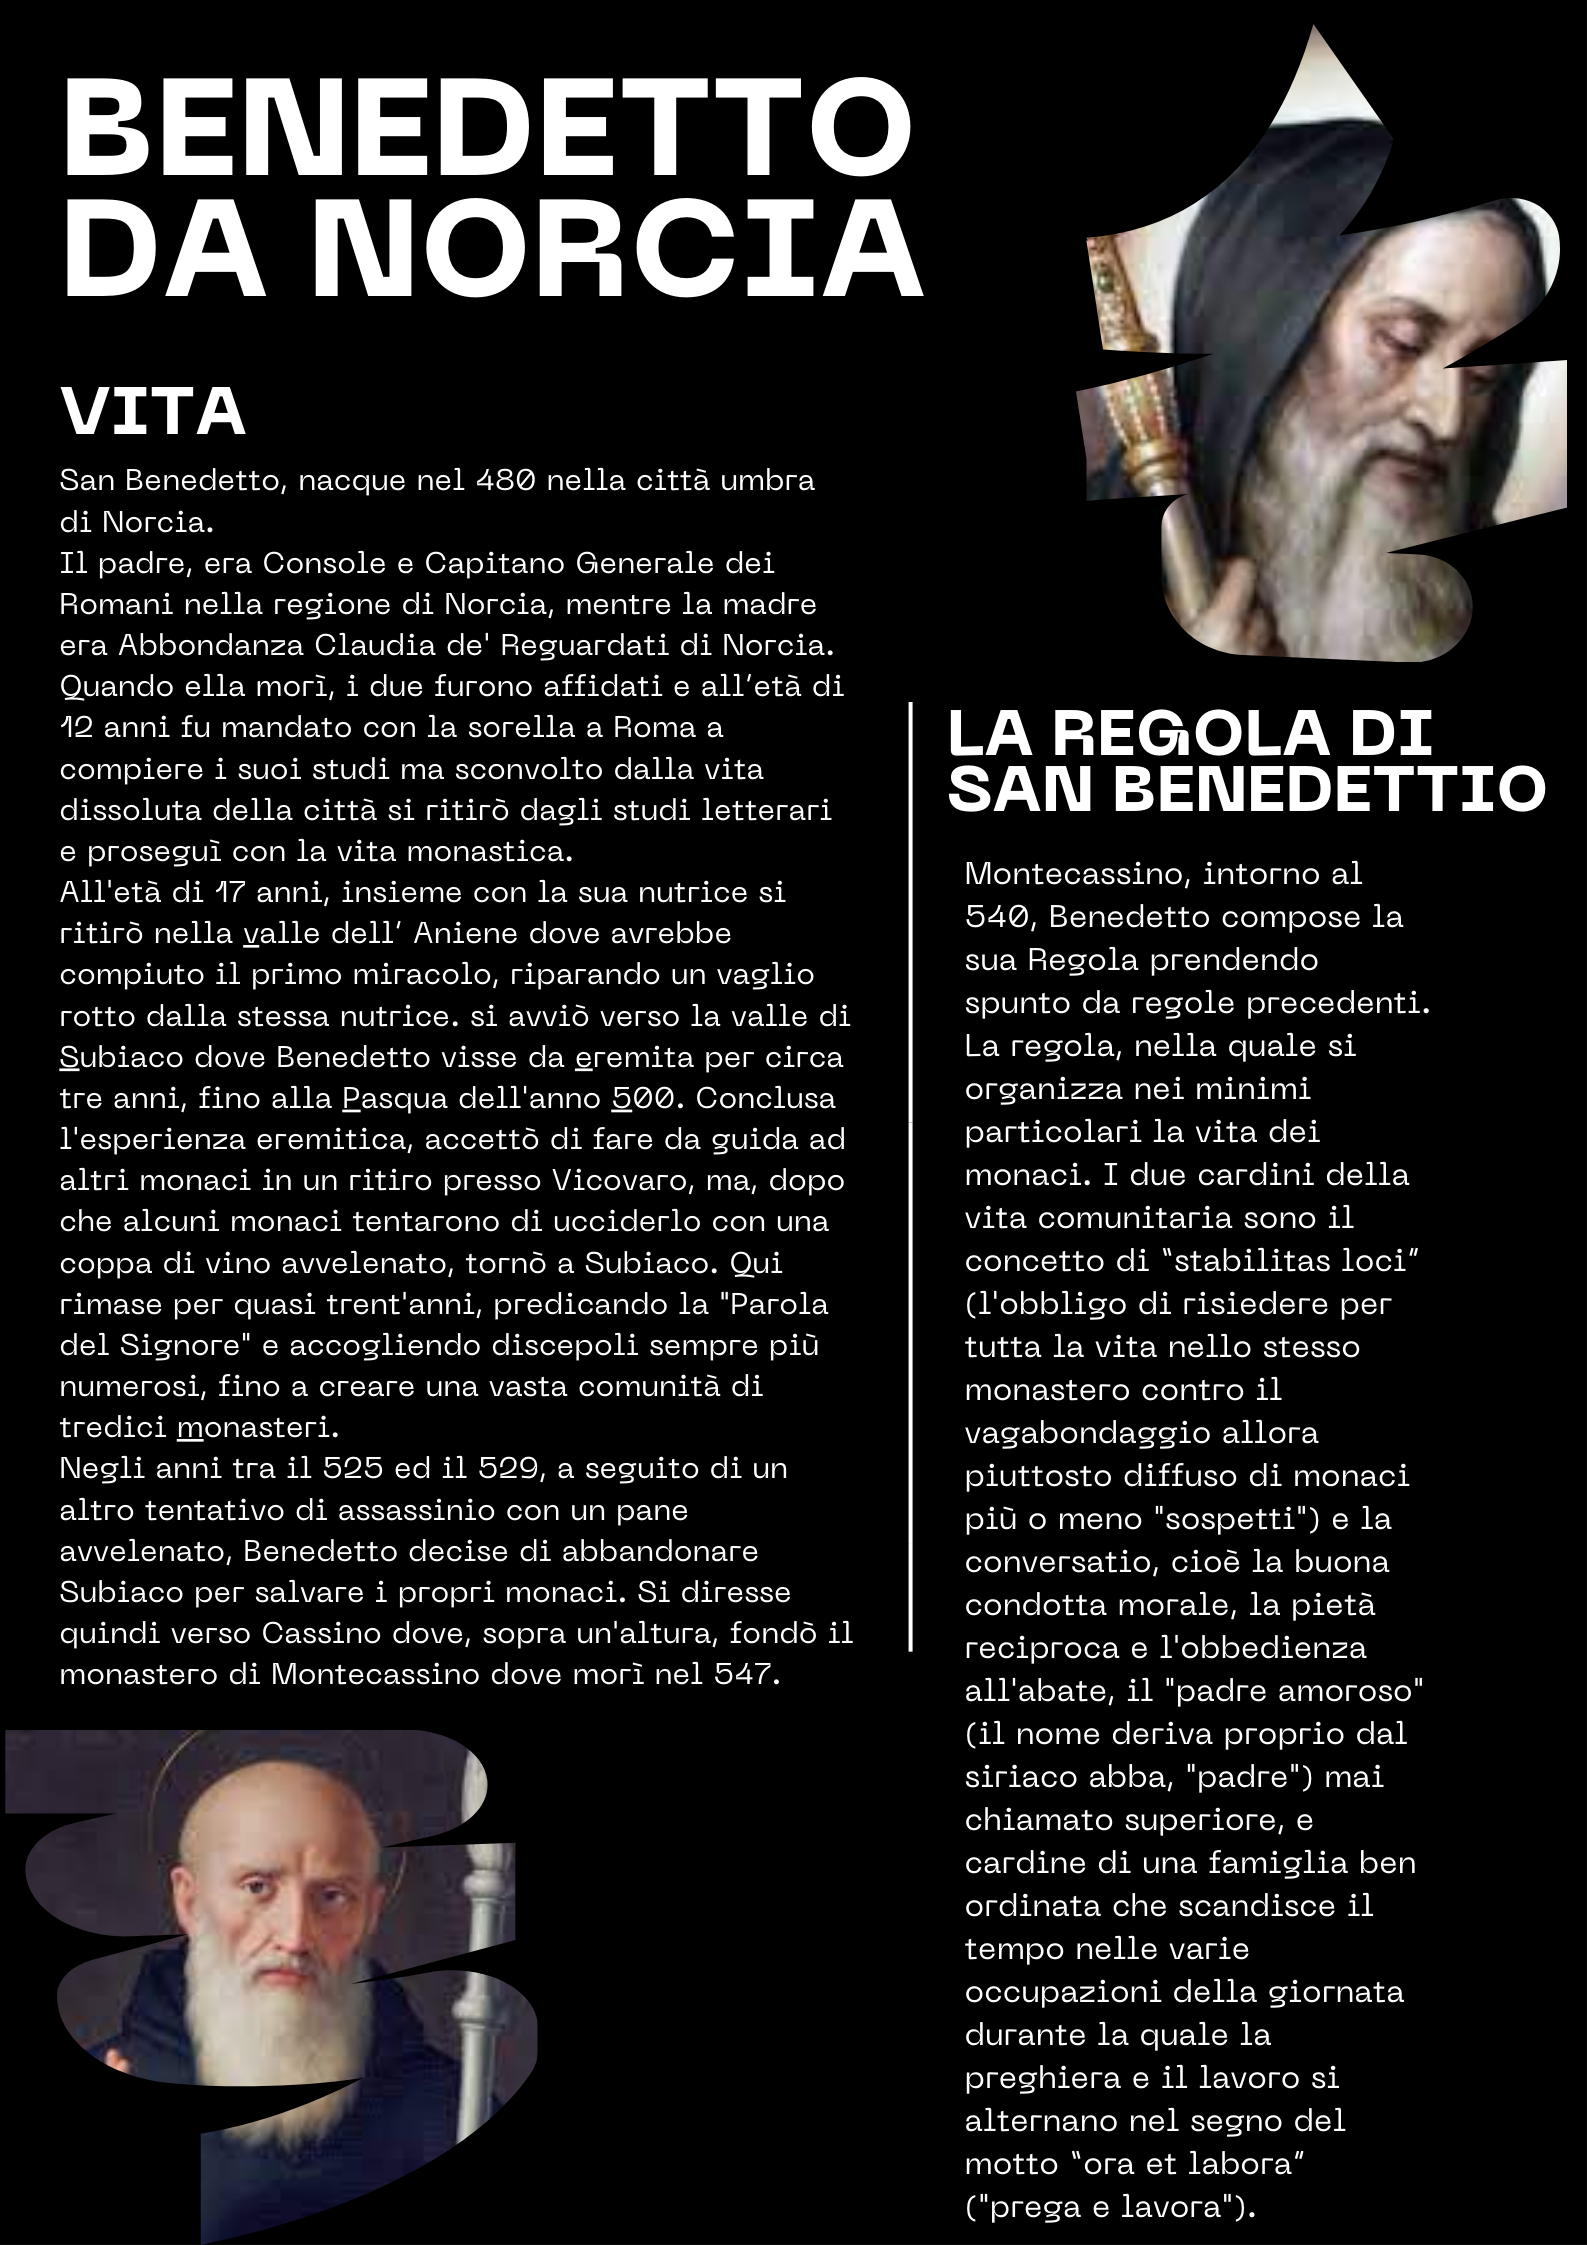 BENEDETTO
DA NORCIA
VITA
San Benedetto, nacque nel 480 nella città umbra
di Norcia.
Il padre, era Console e Capitano Generale dei
Romani nella regione di Norcia, mentre la madre
era Abbondanza Claudia de' Reguardati di Norcia.
Quando ella morì, i due furono affidati e all‘età di
12 anni fu mandato con la sorella a Roma a
compiere i suoi studi ma sconvolto dalla vita
dissoluta della città si ritirò dagli studi letterari
e proseguì con la vita monastica.
All'età di 17 anni, insieme con la sua nutrice si
ritirò nella valle dell‘ Aniene dove avrebbe
compiuto il primo miracolo, riparando un vaglio
rotto dalla stessa nutrice. si avviò verso la valle di
Subiaco dove Benedetto visse da eremita per circa
tre anni, fino alla Pasqua dell'anno 500. Conclusa
l'esperienza eremitica, accettò di fare da guida ad
altri monaci in un ritiro presso Vicovaro, ma, dopo
che alcuni monaci tentarono di ucciderlo con una
coppa di vino avvelenato, tornò a Subiaco. Qui
rimase per quasi trent'anni, predicando la "Parola
del Signore" e accogliendo discepoli sempre più
numerosi, fino a creare una vasta comunità di
tredici monasteri.
Negli anni tra il 525 ed il 529, a seguito di un
altro tentativo di assassinio con un pane
avvelenato, Benedetto decise di abbandonare
Subiaco per salvare i propri monaci. Si diresse
quindi verso Cassino dove, sopra un'altura, fondò il
monastero di Montecassino dove morì nel 547.
LA REGOLA DI
SAN BENEDETTIO
Montecassino, intorno al
540, Benedetto compose la
sua Regola prendendo
spunto da regole precedenti.
La regola, nella quale si
organizza nei minimi
particolari la vita dei
monaci. I due cardini della
vita comunitaria sono il
concetto di “stabilitas loci”
(l'obbligo di risiedere per
tutta la vita nello stesso
monastero contro il
vagabondaggio allora
piuttosto diffuso di monaci
più o meno "sospetti") e la
conversatio, cioè la buona
condotta morale, la pietà
reciproca e l'obbedienza
all'abate, il "padre amoroso"
(il nome deriva proprio dal
siriaco abba, "padre") mai
chiamato superiore, e
cardine di una famiglia ben
ordinata che scandisce il
tempo nelle varie
occupazioni della giornata
durante la quale la
preghiera e il lavoro si
alternano nel segno del
motto “ora et labora”
("prega e lavora").